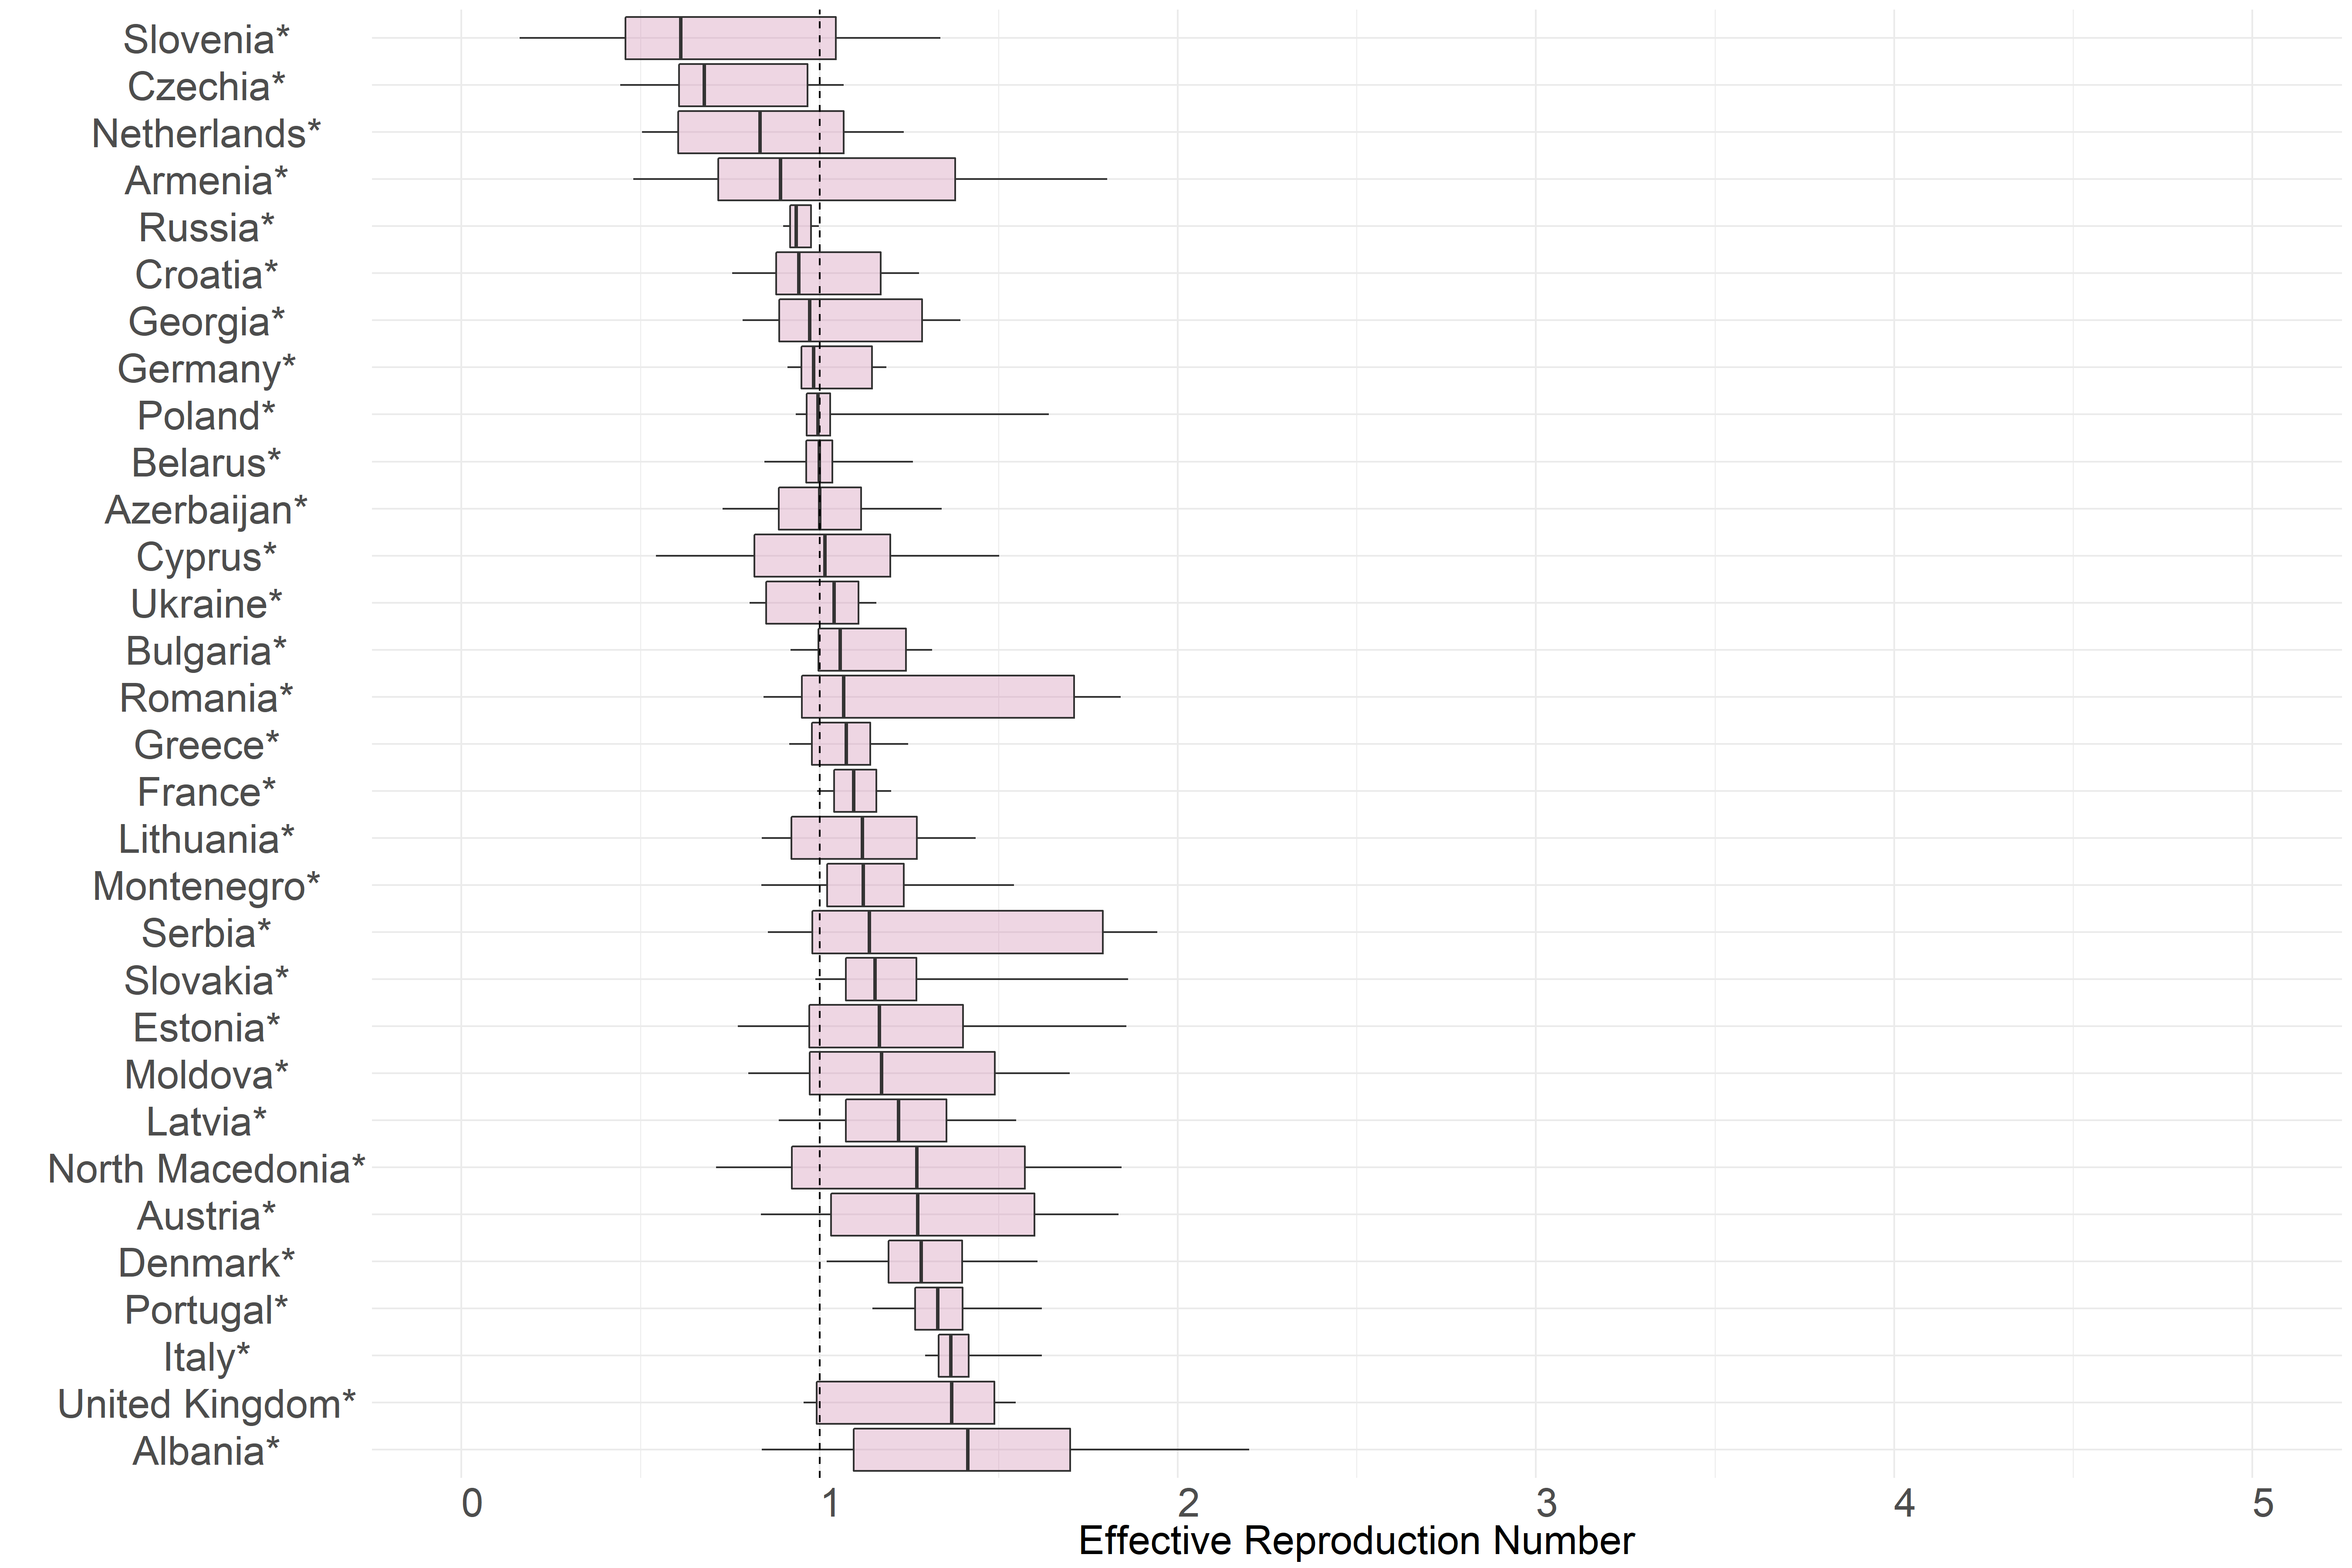 Slovenia*
Czechia*
Netherlands*
Armenia*
Russia*
Croatia*
Georgia*
Germany*
Poland*
Belarus*
Azerbaijan*
Cyprus*
Ukraine*
Bulgaria*
Romania*
Greece*
France*
Lithuania*
Montenegro*
Serbia*
Slovakia*
Estonia*
Moldova*
Latvia*
North Macedonia*
Austria*
Denmark*
Portugal*
Italy*
United Kingdom*
Albania*
0 1 2 3 4 5
Effective Reproduction Number